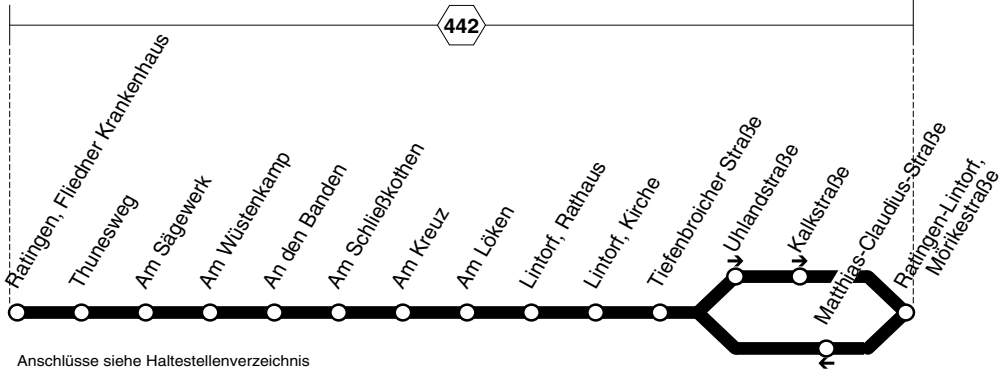 442
Ratingen, Fliedner Krankenhaus
Thunesweg
Am Sägewerk
Am Wüstenkamp
An den Banden
Am Schließkothen
Am Kreuz
Am Löken
Lintorf, Rathaus
Lintorf, Kirche
Tiefenbroicher Straße
Uhlandstraße
Kalkstraße
Matthias-Claudius-Straße
Ratingen-Lintorf,
Mörikestraße
Anschlüsse siehe Haltestellenverzeichnis